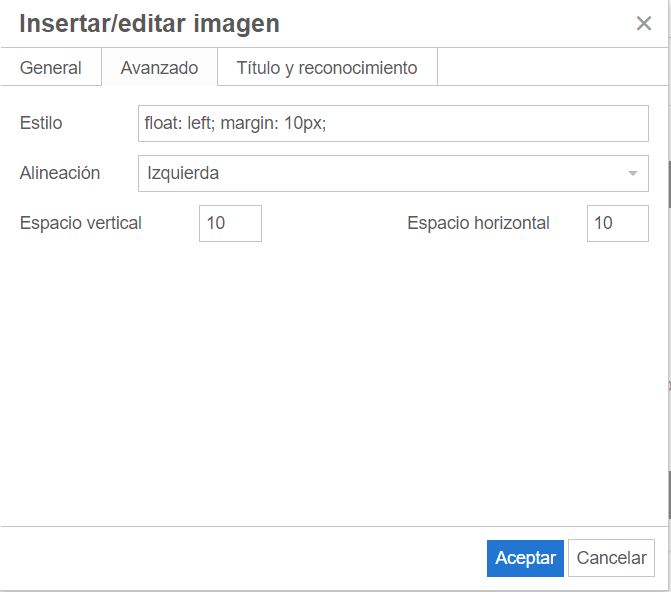 Insertar/editar imagen
General Avanzado Título y reconocimiento
Estilo float: left; margin: 10px;
Alineación Izquierda
Espacio vertical 10 Espacio horizontal 10
Aceptar Cancelar